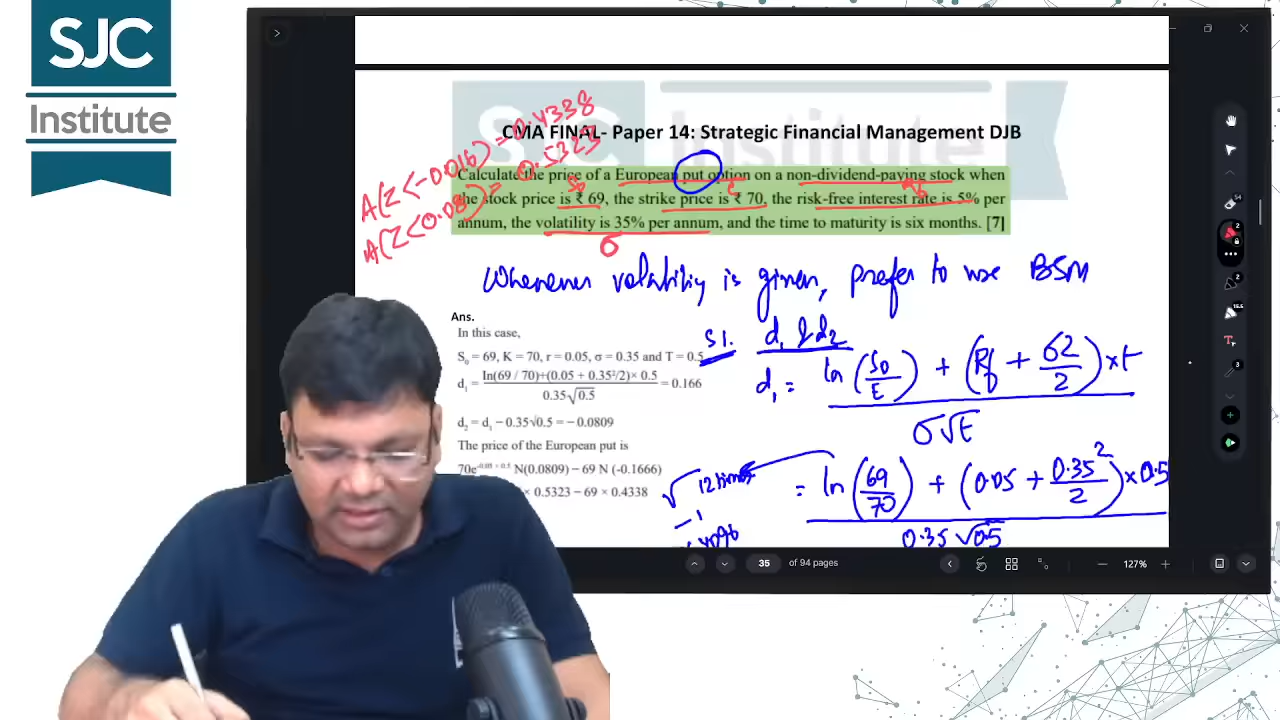 SJC
Institute
CMA FINAL- Paper 14: Strategic Financial Management DJB
A(Z<-0.016) = 0.4338
A(Z<0.08) = 0.5323
Calculate the price of a European put option on a non-dividend-paying stock when
the stock price is ₹ 69, the strike price is ₹ 70, the risk-free interest rate is 5% per
annum, the volatility is 35% per annum, and the time to maturity is six months. [7]
S0
E
Rf
σ
Whenever volatility is given, prefer to use BSM
Ans.
In this case,
S₀ = 69, K = 70, r = 0.05, σ = 0.35 and T = 0.5
d₁ = ln(69 / 70)+(0.05 + 0.35²/2)× 0.5 / 0.35√0.5 = 0.166
d₂ = d₁ − 0.35√0.5 = − 0.0809
The price of the European put is
N(0.0809) − 69 N (-0.1666)
× 0.5323 − 69 × 0.4338
S1. d₁ & d₂
d₁ = ln (S0/E) + (Rf + σ2/2) × t
σ√t
= ln (69/70) + (0.05 + 0.35²/2) × 0.5
0.35 √0.5
√ 12 times
−1
35 of 94 pages
127%